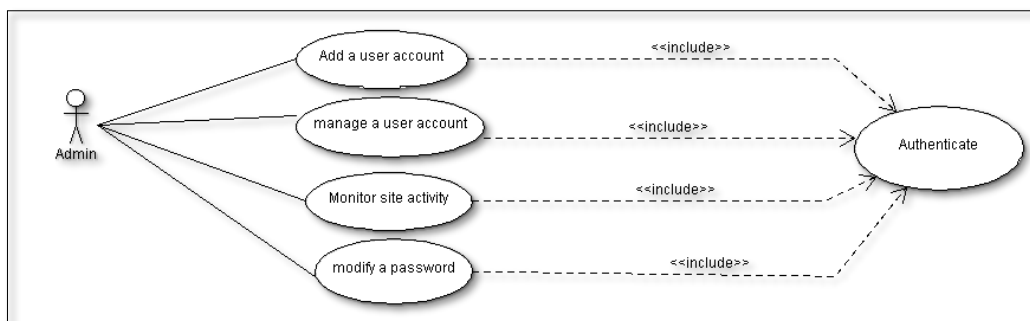 Add a user account
<<include>>
manage a user account
<<include>>
Admin
Authenticate
Monitor site activity
<<include>>
modify a password
<<include>>